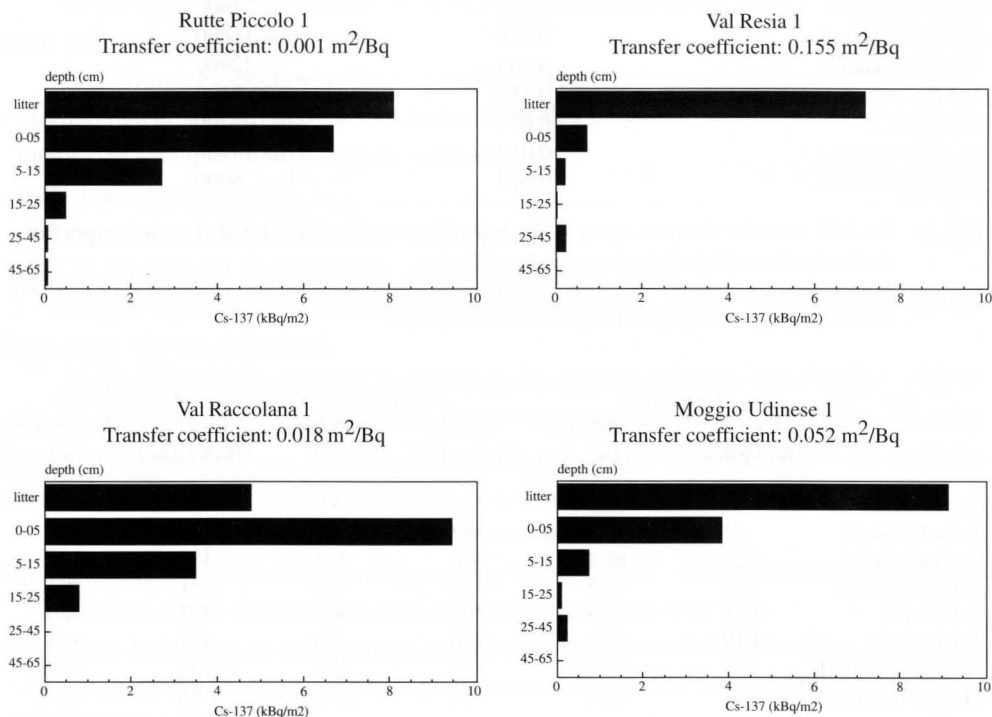 Rutte Piccolo 1
Transfer coefficient: 0.001 m2/Bq
depth (cm)
litter
0-05
5-15
15-25
25-45
45-65
0
2
4
6
8
10
Cs-137 (kBq/m2)
Val Resia 1
Transfer coefficient: 0.155 m2/Bq
depth (cm)
litter
0-05
5-15
15-25
25-45
45-65
0
2
4
6
8
10
Cs-137 (kBq/m2)
Val Raccolana 1
Transfer coefficient: 0.018 m2/Bq
depth (cm)
litter
0-05
5-15
15-25
25-45
45-65
0
2
4
6
8
10
Cs-137 (kBq/m2)
Moggio Udinese 1
Transfer coefficient: 0.052 m2/Bq
depth (cm)
litter
0-05
5-15
15-25
25-45
45-65
0
2
4
6
8
10
Cs-137 (kBq/m2)